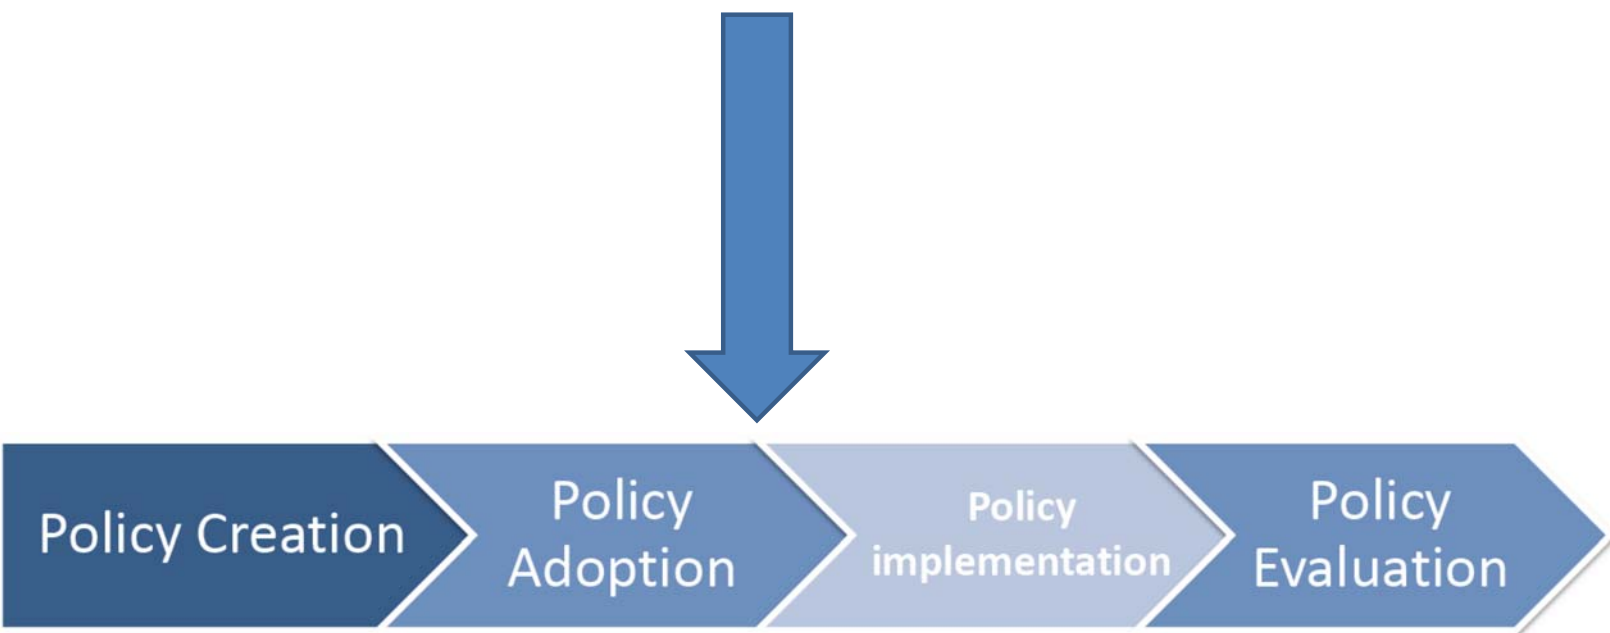 Policy Creation
Policy
Adoption
Policy
implementation
Policy
Evaluation